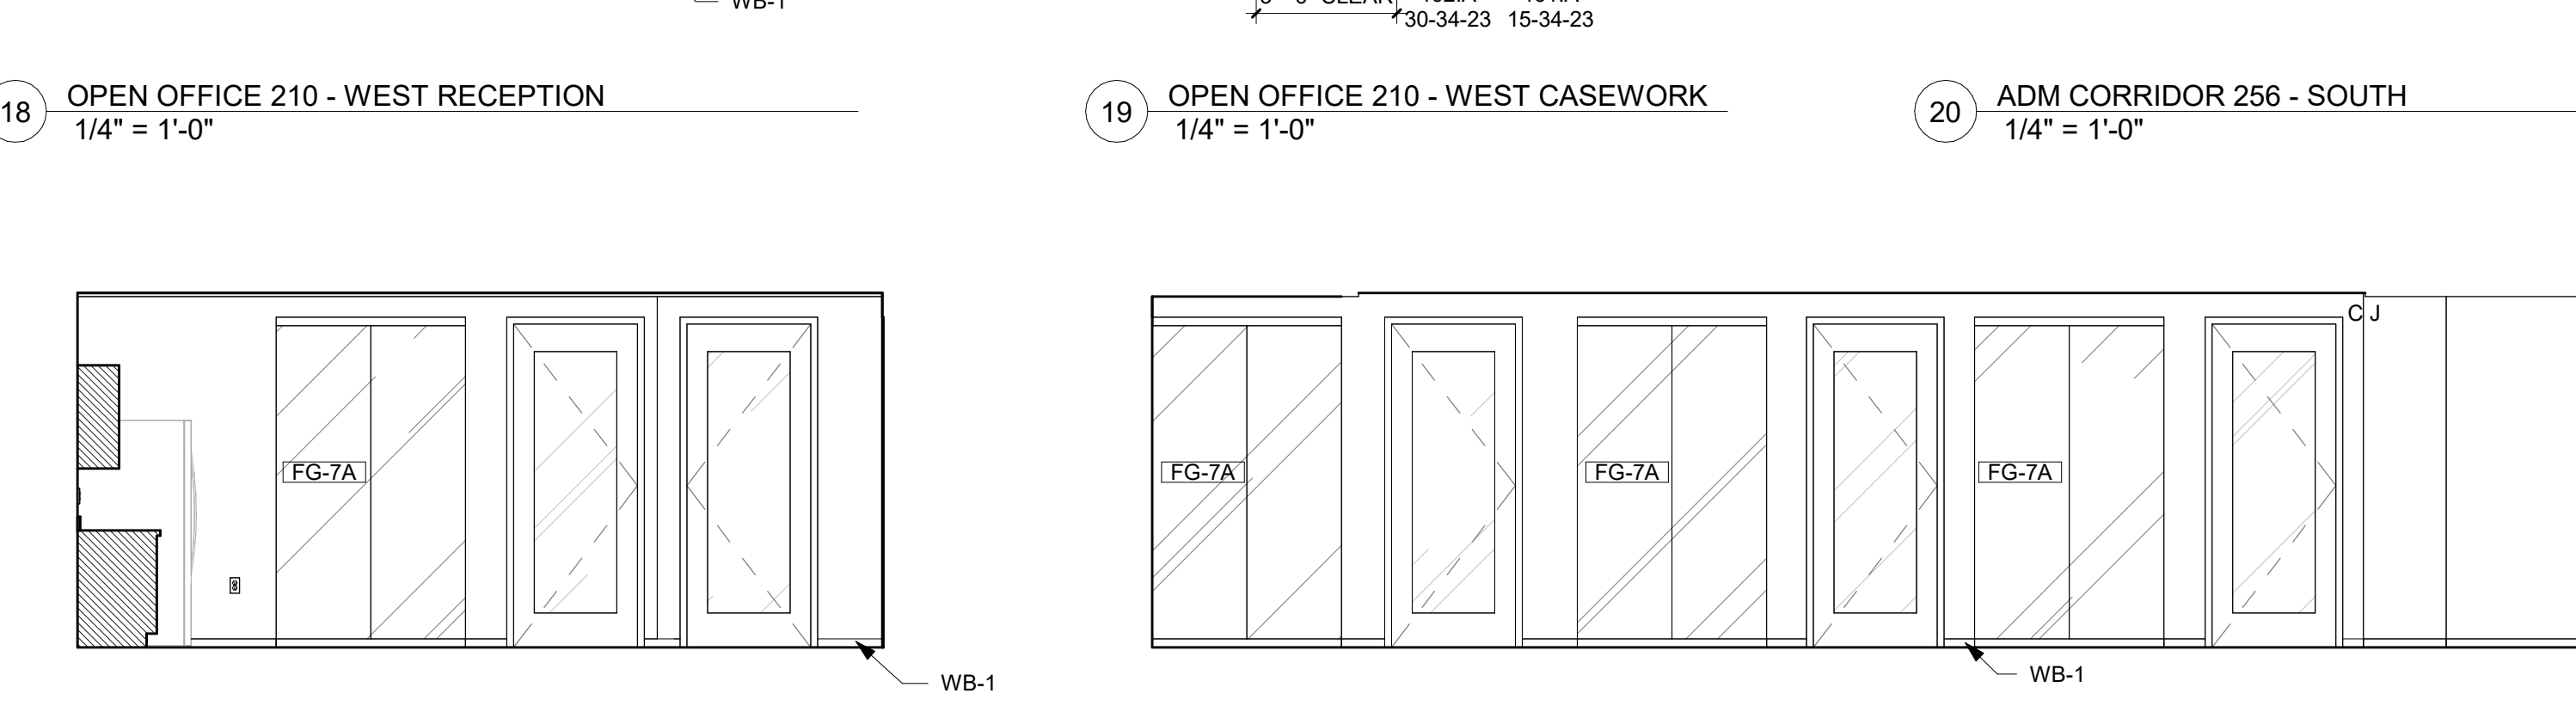 WB-1
CLEAR
30-34-23 15-34-23
18 OPEN OFFICE 210 - WEST RECEPTION
1/4" = 1'-0"
19 OPEN OFFICE 210 - WEST CASEWORK
1/4" = 1'-0"
20 ADM CORRIDOR 256 - SOUTH
1/4" = 1'-0"
CJ
FG-7A
FG-7A
FG-7A
FG-7A
WB-1
WB-1